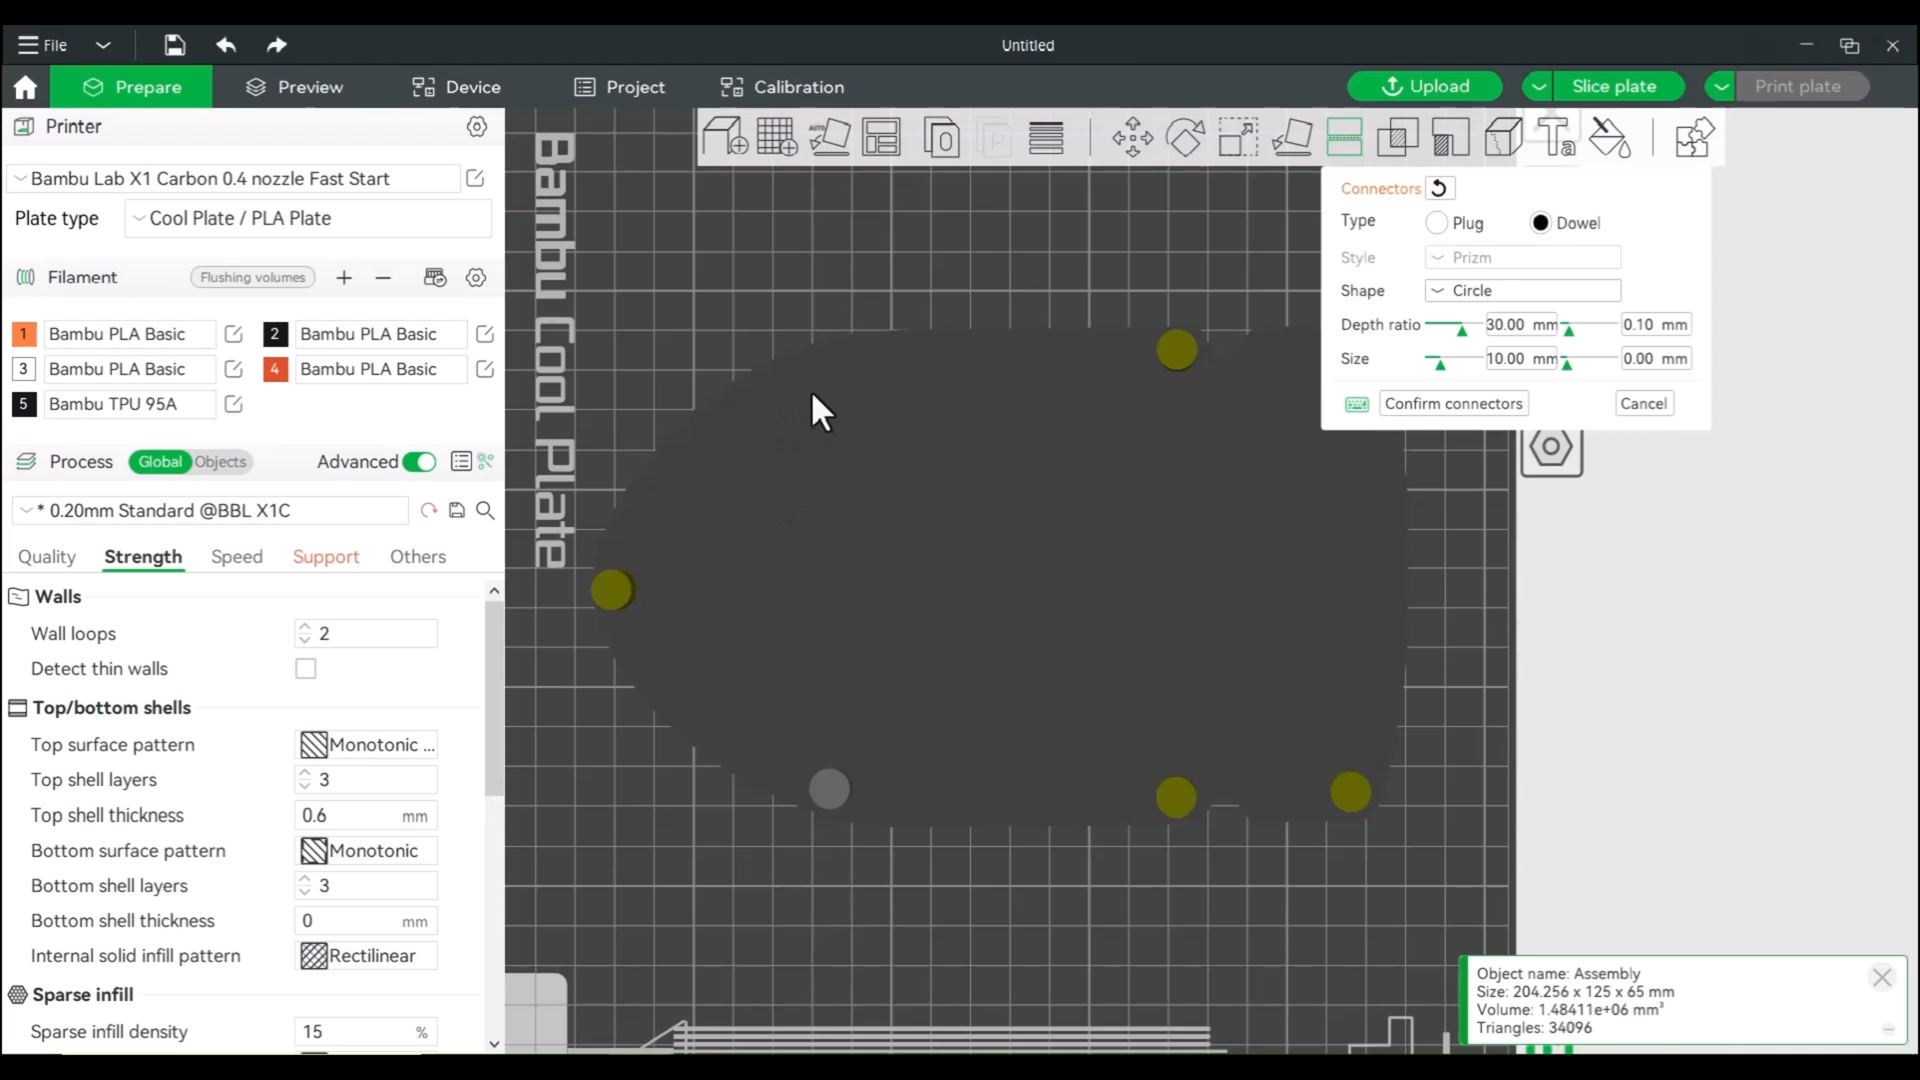 File
Untitled
Prepare
Preview
Device
Project
Calibration
Upload
Slice plate
Print plate
Printer
Bambu Lab X1 Carbon 0.4 nozzle Fast Start
Plate type
Cool Plate / PLA Plate
Filament
Flushing volumes
1 Bambu PLA Basic
2 Bambu PLA Basic
3 Bambu PLA Basic
4 Bambu PLA Basic
5 Bambu TPU 95A
Process
Global
Objects
Advanced
* 0.20mm Standard @BBL X1C
Quality
Strength
Speed
Support
Others
Walls
Wall loops 2
Detect thin walls
Top/bottom shells
Top surface pattern Monotonic ...
Top shell layers 3
Top shell thickness 0.6 mm
Bottom surface pattern Monotonic
Bottom shell layers 3
Bottom shell thickness 0 mm
Internal solid infill pattern Rectilinear
Sparse infill
Sparse infill density 15 %
Bambu Cool Plate
AUTO
Connectors
Type Plug Dowel
Style Prizm
Shape Circle
Depth ratio 30.00 mm 0.10 mm
Size 10.00 mm 0.00 mm
Confirm connectors
Cancel
Object name: Assembly
Size: 204.256 x 125 x 65 mm
Volume: 1.48411e+06 mm³
Triangles: 34096